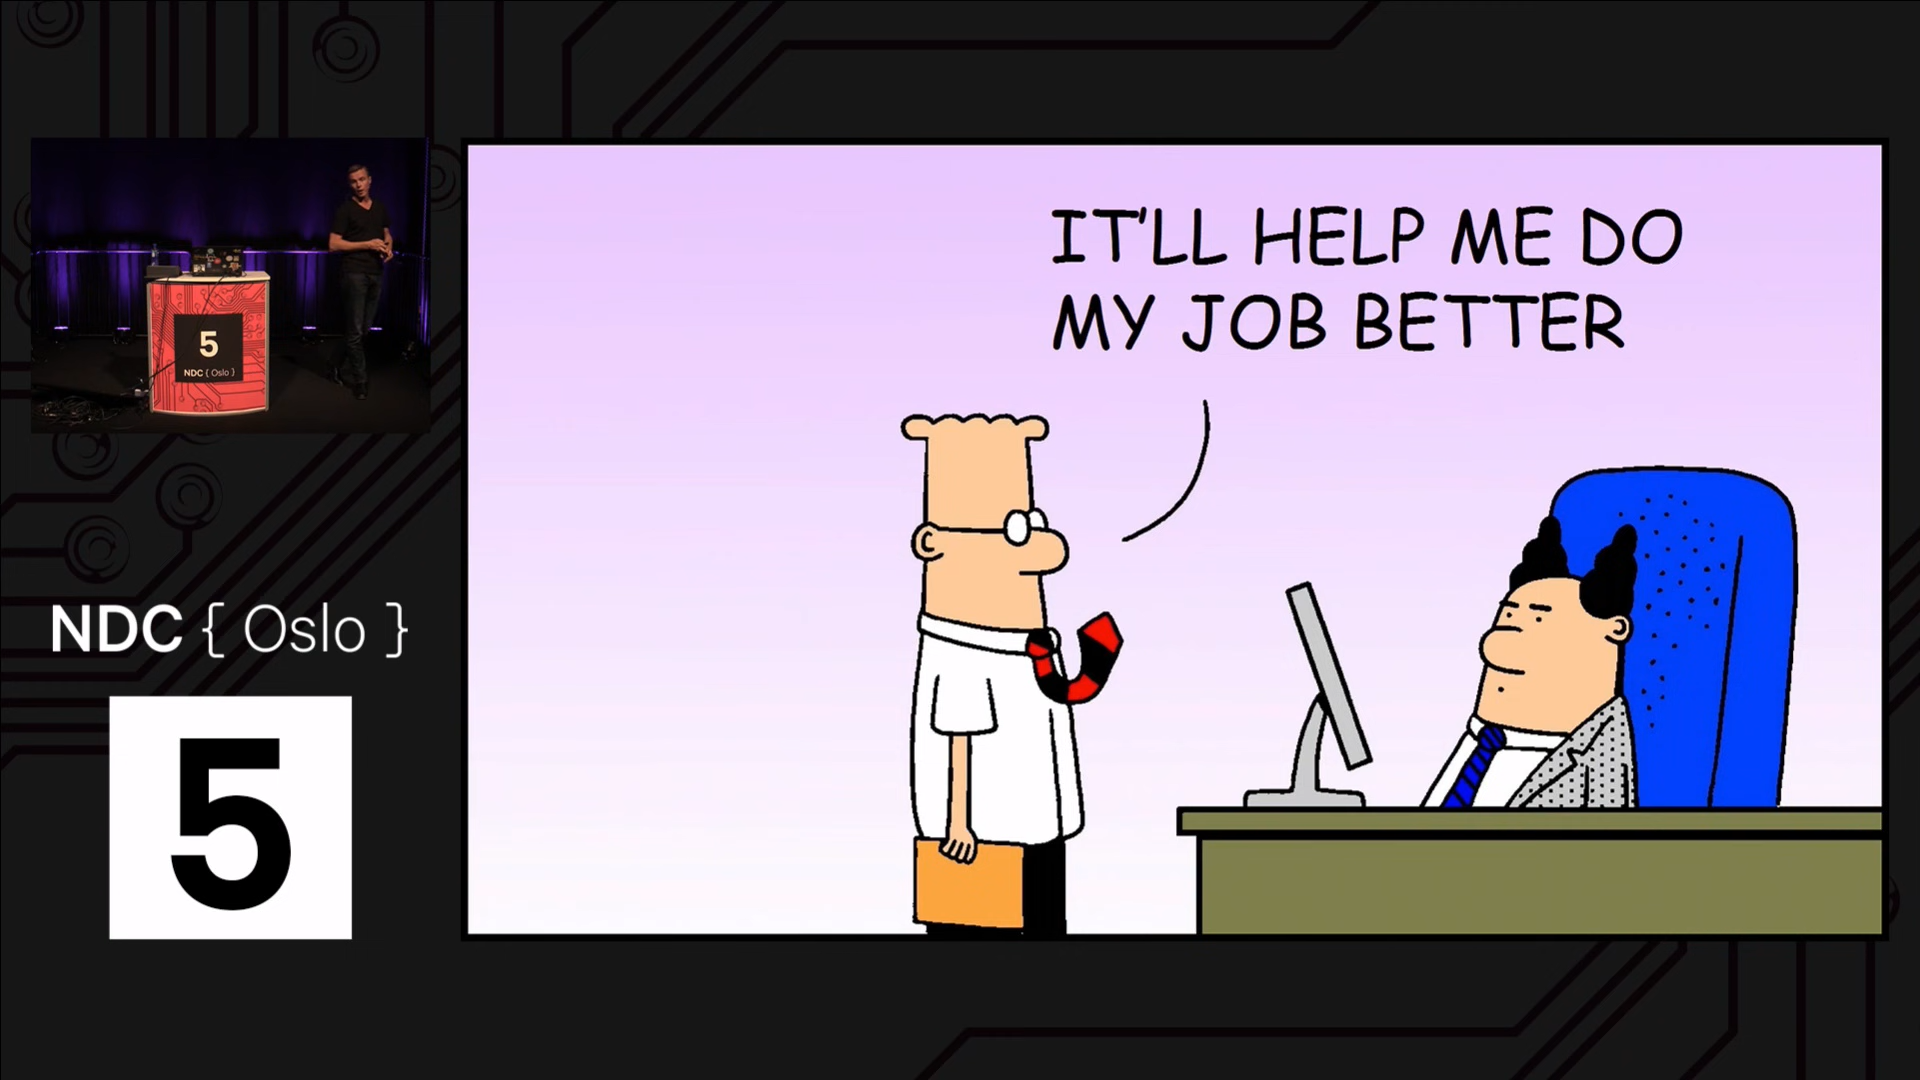 5
NDC { Oslo }
NDC { Oslo }
5
IT'LL HELP ME DO
MY JOB BETTER